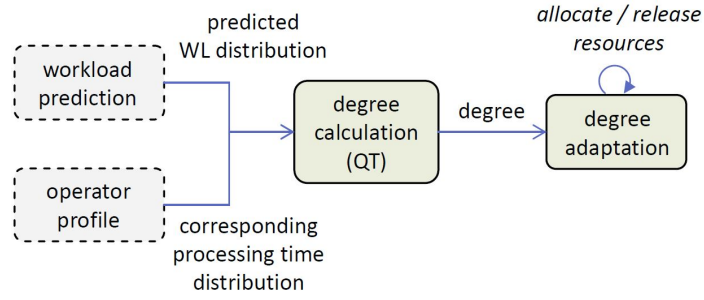 predicted
WL distribution
workload
prediction
operator
profile
corresponding
processing time
distribution
degree
calculation
(QT)
degree
allocate / release
resources
degree
adaptation